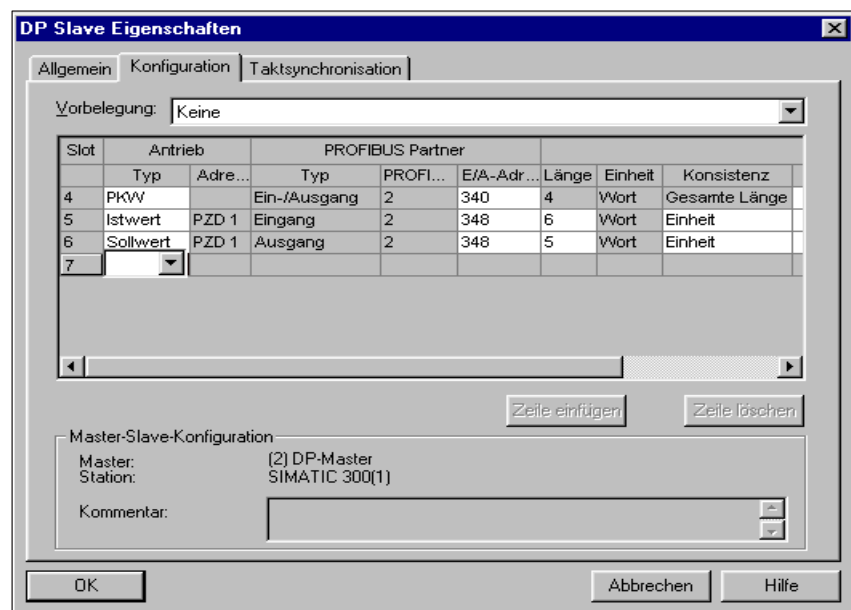 DP Slave Eigenschaften
Allgemein Konfiguration Taktsynchronisation
Vorbelegung: Keine
Slot Antrieb PROFIBUS Partner
Typ Adre... Typ PROFI... E/A-Adr... Länge Einheit Konsistenz
4 PKW Ein-/Ausgang 2 340 4 Wort Gesamte Länge
5 Istwert PZD 1 Eingang 2 348 6 Wort Einheit
6 Sollwert PZD 1 Ausgang 2 348 5 Wort Einheit
7
Zeile einfügen Zeile löschen
Master-Slave-Konfiguration
Master: (2) DP-Master
Station: SIMATIC 300(1)
Kommentar:
OK Abbrechen Hilfe